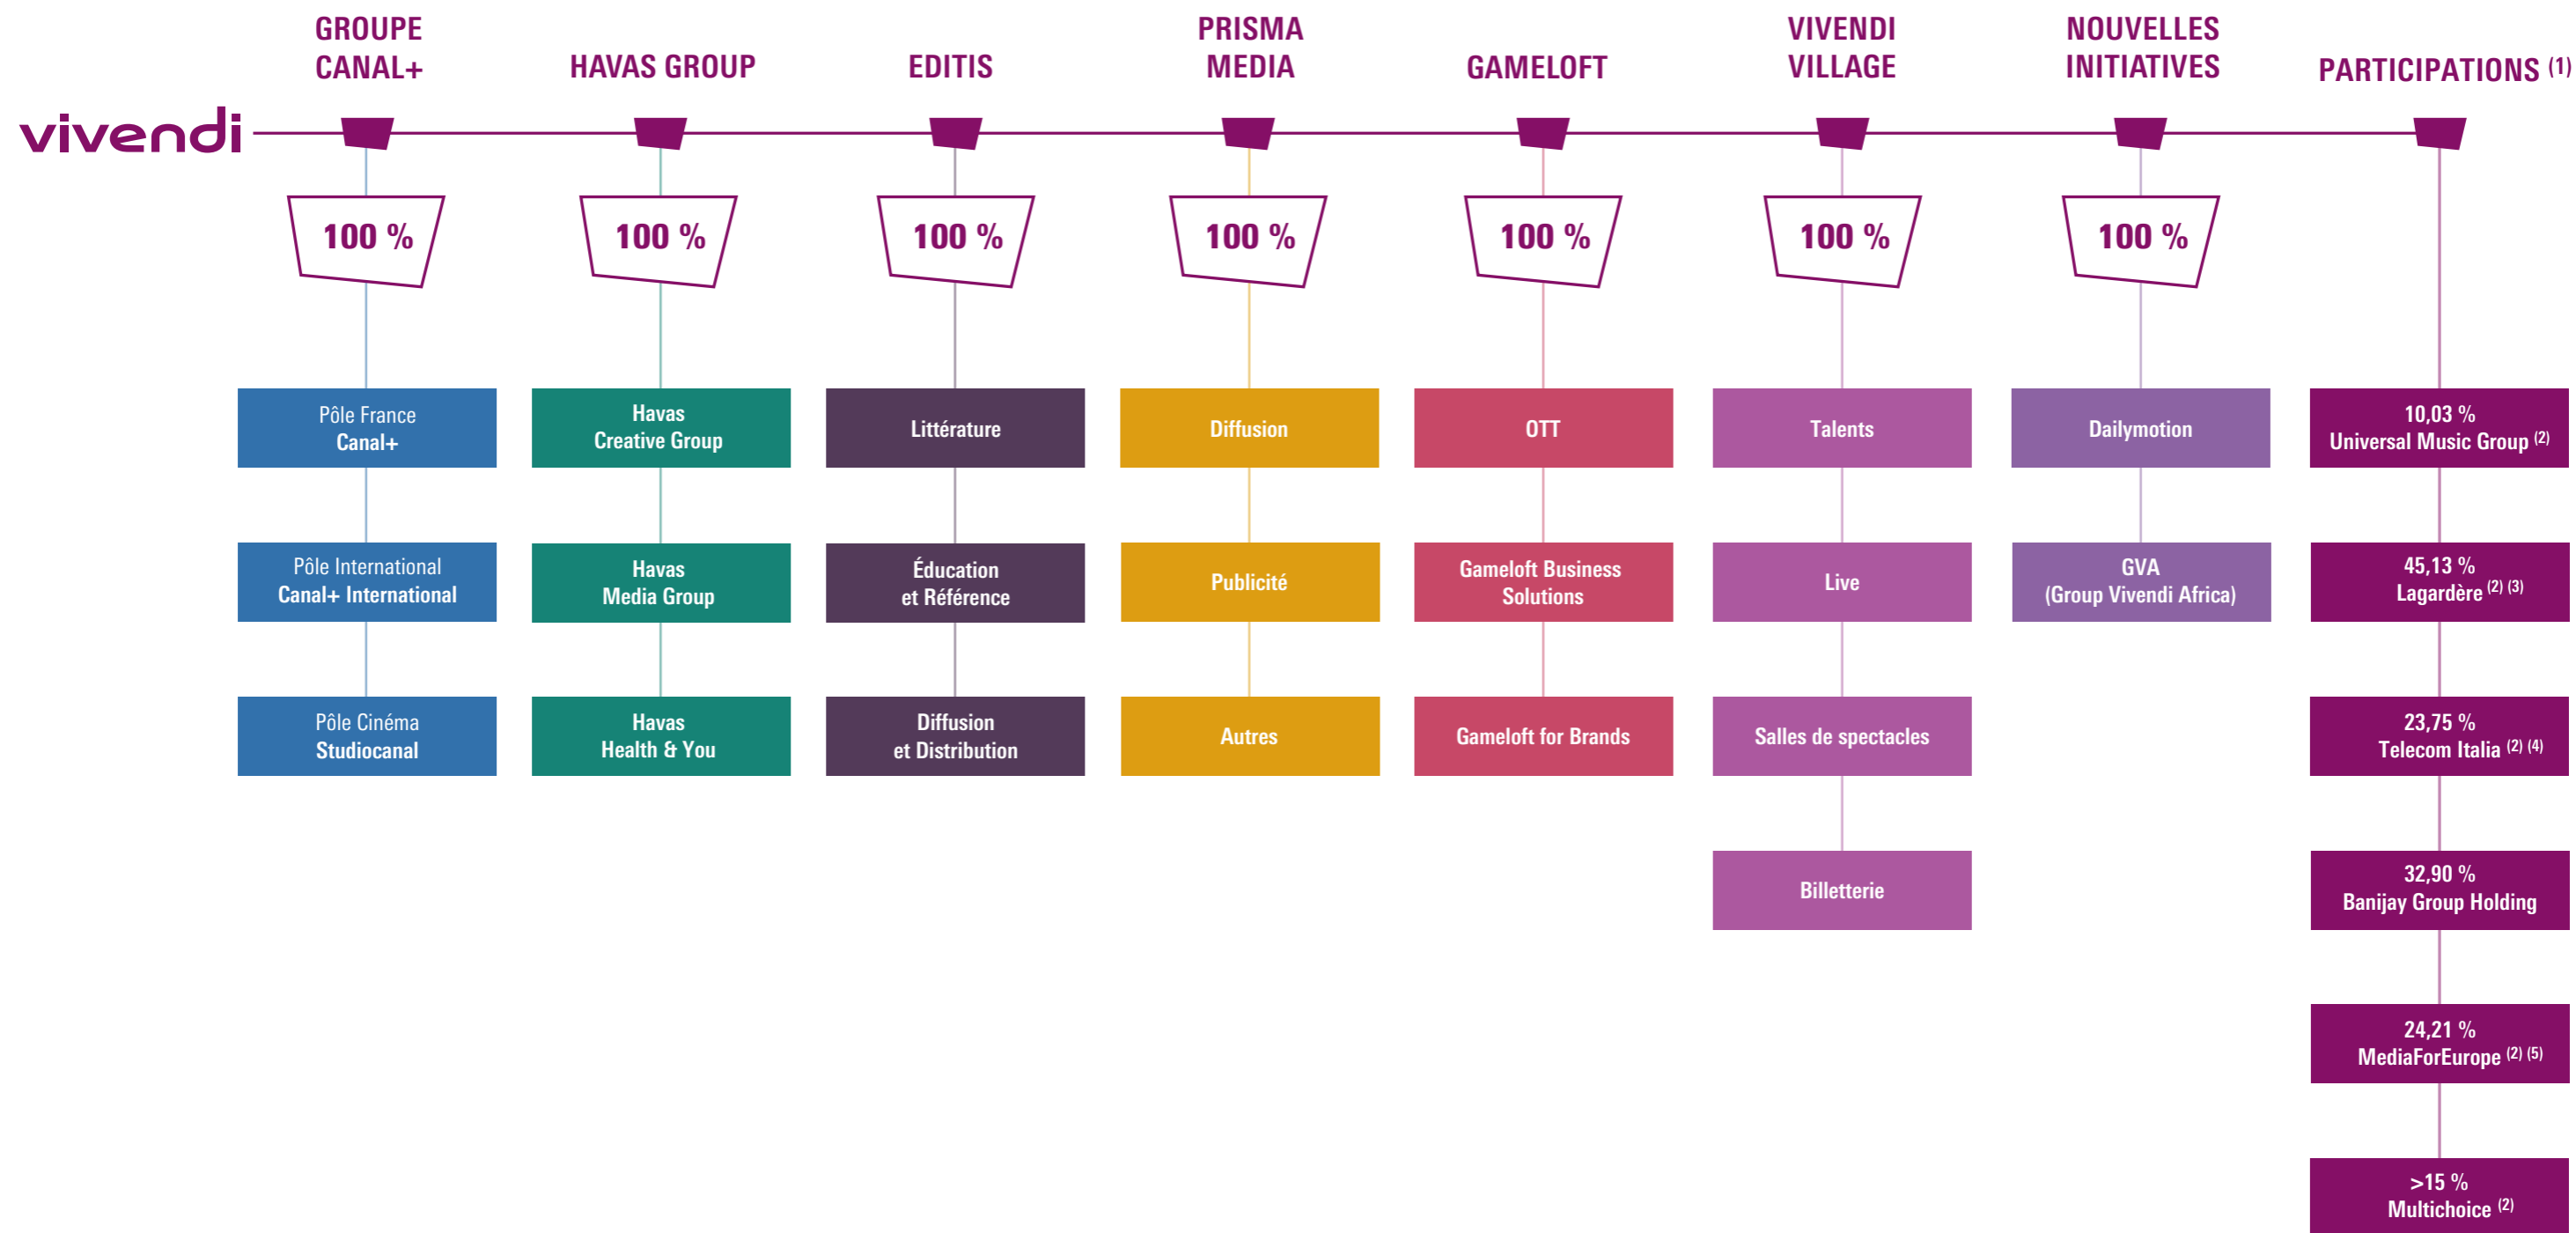 GROUPE
CANAL+
HAVAS GROUP
EDITIS
PRISMA
MEDIA
GAMELOFT
VIVENDI
VILLAGE
NOUVELLES
INITIATIVES
PARTICIPATIONS (1)
vivendi
100 %
100 %
100 %
100 %
100 %
100 %
100 %
Pôle France
Canal+
Pôle International
Canal+ International
Pôle Cinéma
Studiocanal
Havas
Creative Group
Havas
Media Group
Havas
Health & You
Littérature
Éducation
et Référence
Diffusion
et Distribution
Diffusion
Publicité
Autres
OTT
Gameloft Business
Solutions
Gameloft for Brands
Talents
Live
Salles de spectacles
Billetterie
Dailymotion
GVA
(Group Vivendi Africa)
10,03 %
Universal Music Group (2)
45,13 %
Lagardère (2) (3)
23,75 %
Telecom Italia (2) (4)
32,90 %
Banijay Group Holding
24,21 %
MediaForEurope (2) (5)
>15 %
Multichoice (2)